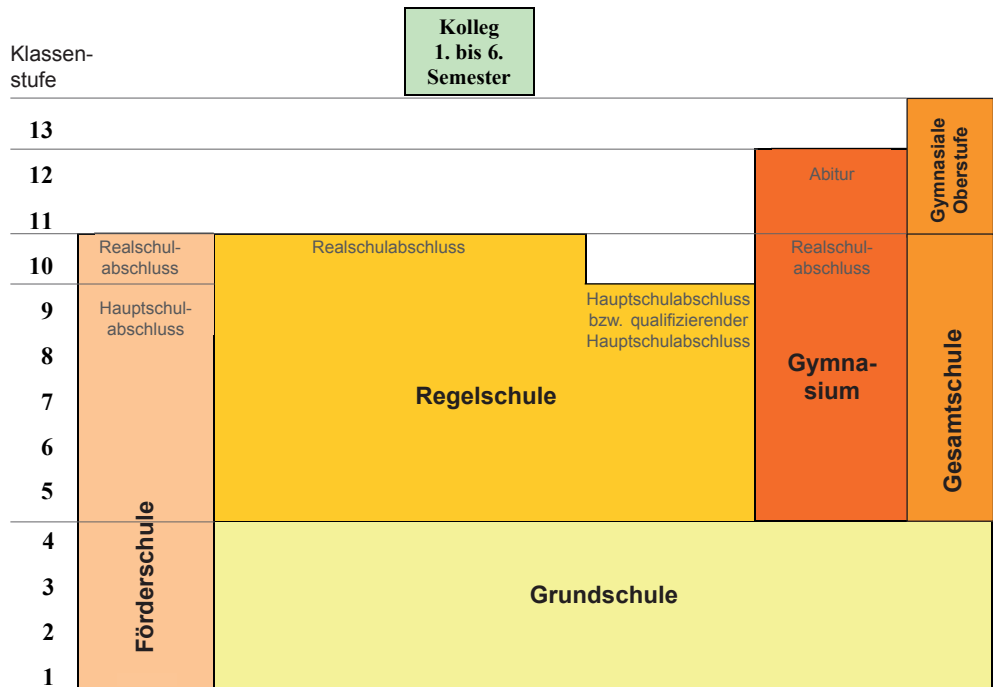 Kolleg
1. bis 6.
Semester
Klassen-
stufe
13
12
11
10
9
8
7
6
5
4
3
2
1
Realschul-
abschluss
Hauptschul-
abschluss
Förderschule
Realschulabschluss
Hauptschulabschluss
bzw. qualifizierender
Hauptschulabschluss
Regelschule
Abitur
Realschul-
abschluss
Gymna-
sium
Gymnasiale
Oberstufe
Gesamtschule
Grundschule